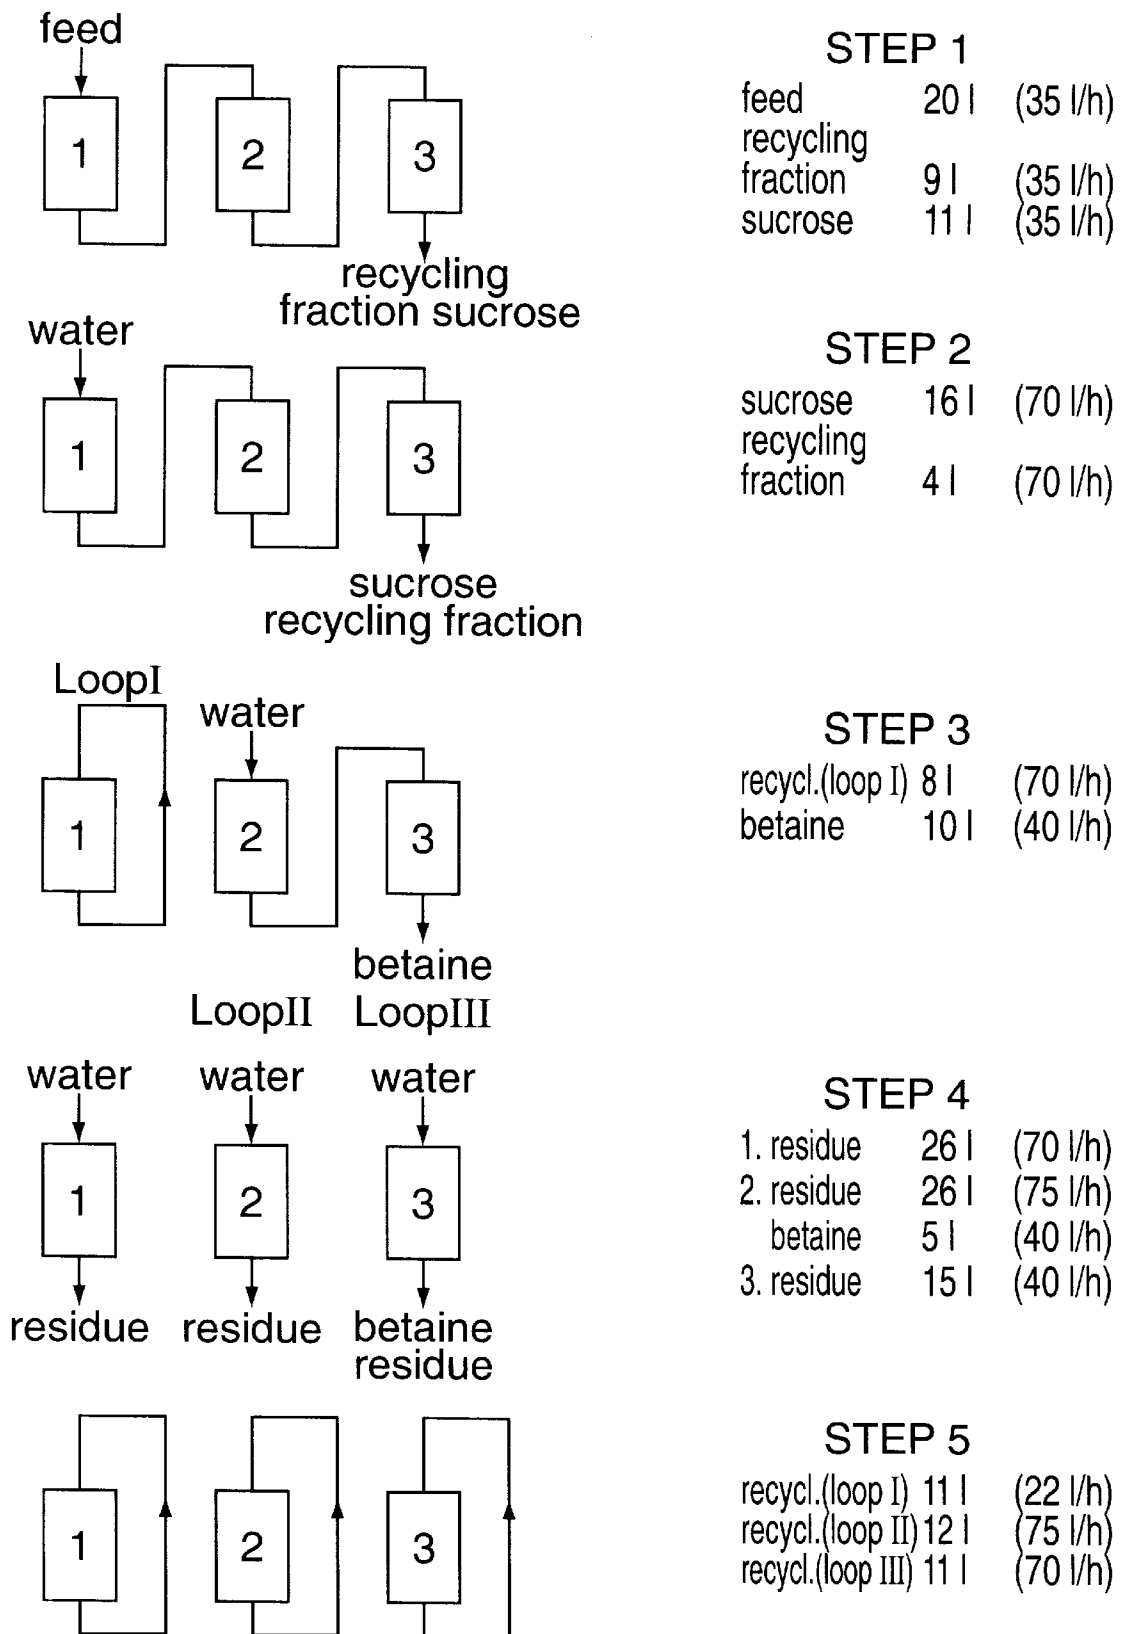 feed
1
2
3
recycling
fraction sucrose
STEP 1
feed 20 l (35 l/h)
recycling
fraction 9 l (35 l/h)
sucrose 11 l (35 l/h)
water
1
2
3
sucrose
recycling fraction
STEP 2
sucrose 16 l (70 l/h)
recycling
fraction 4 l (70 l/h)
LoopI
water
1
2
3
betaine
STEP 3
recycl.(loop I) 8 l (70 l/h)
betaine 10 l (40 l/h)
LoopII LoopIII
water water water
1
2
3
residue residue betaine
residue
STEP 4
1. residue 26 l (70 l/h)
2. residue 26 l (75 l/h)
betaine 5 l (40 l/h)
3. residue 15 l (40 l/h)
1
2
3
STEP 5
recycl.(loop I) 11 l (22 l/h)
recycl.(loop II) 12 l (75 l/h)
recycl.(loop III) 11 l (70 l/h)